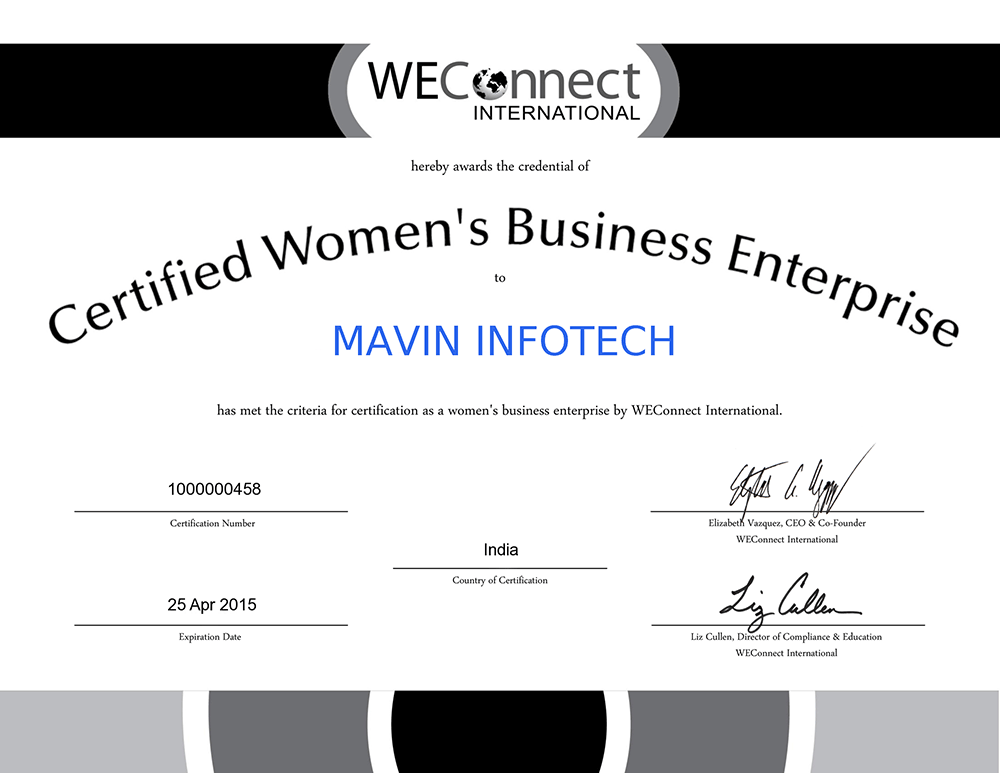 WEConnect
INTERNATIONAL
hereby awards the credential of
Certified Women's Business Enterprise
to
MAVIN INFOTECH
has met the criteria for certification as a women's business enterprise by WEConnect International.
1000000458
Certification Number
Elizabeth Vazquez, CEO & Co-Founder
WEConnect International
India
Country of Certification
25 Apr 2015
Expiration Date
Liz Cullen
Liz Cullen, Director of Compliance & Education
WEConnect International